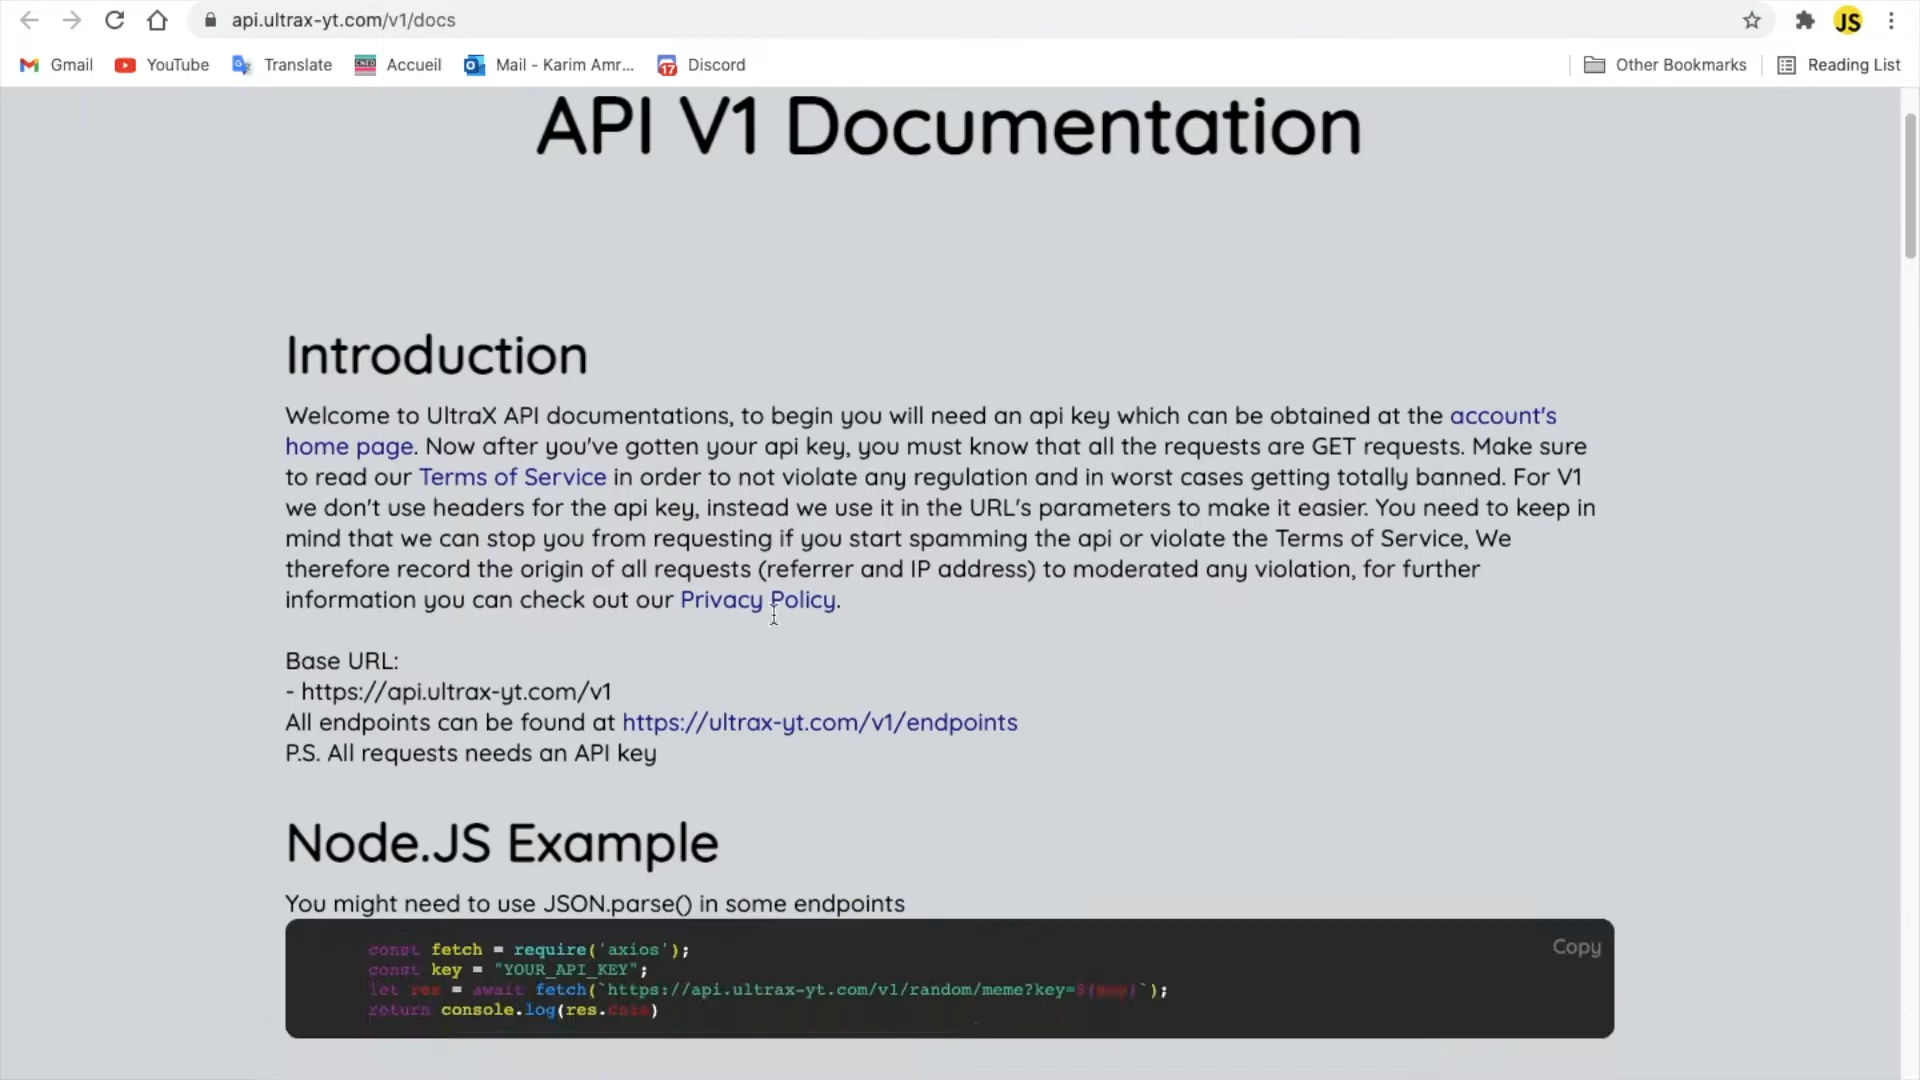 api.ultrax-yt.com/v1/docs
JS
Gmail YouTube Translate CNED Accueil Mail - Karim Amr... 17 Discord Other Bookmarks Reading List
API V1 Documentation
Introduction
Welcome to UltraX API documentations, to begin you will need an api key which can be obtained at the account's
home page. Now after you've gotten your api key, you must know that all the requests are GET requests. Make sure
to read our Terms of Service in order to not violate any regulation and in worst cases getting totally banned. For V1
we don't use headers for the api key, instead we use it in the URL's parameters to make it easier. You need to keep in
mind that we can stop you from requesting if you start spamming the api or violate the Terms of Service, We
therefore record the origin of all requests (referrer and IP address) to moderated any violation, for further
information you can check out our Privacy Policy.
Base URL:
- https://api.ultrax-yt.com/v1
All endpoints can be found at https://ultrax-yt.com/v1/endpoints
P.S. All requests needs an API key
Node.JS Example
You might need to use JSON.parse() in some endpoints
Copy
const fetch = require('axios');
const key = "YOUR_API_KEY";
let res = await fetch(`https://api.ultrax-yt.com/v1/random/meme?key=${key}`);
return console.log(res.data)